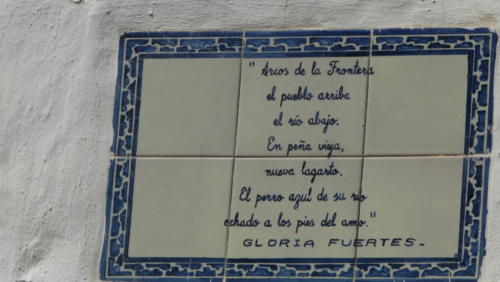 " Arcos de la Frontera
el pueblo arriba
el río abajo.
En peña vieja,
nueva lagarto.
El perro azul de su río
echado a los pies del amo."
GLORIA FUERTES.-